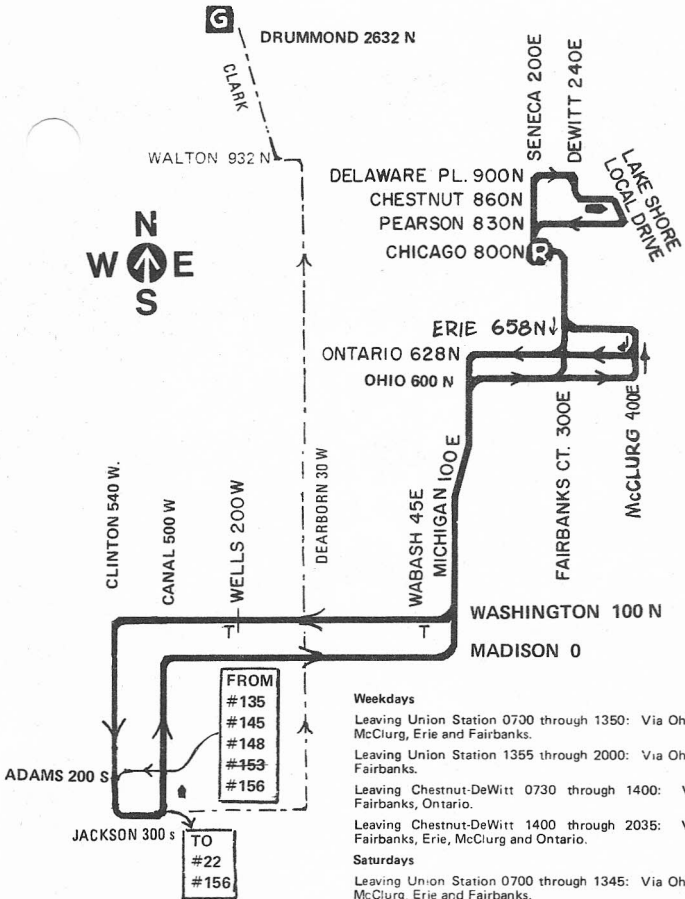 G
DRUMMOND 2632 N
CLARK
WALTON 932 N
SENECA 200E
DEWITT 240E
LAKE SHORE
LOCAL DRIVE
DELAWARE PL. 900N
CHESTNUT 860N
PEARSON 830N
CHICAGO 800N
R
N
W E
S
ERIE 658N
ONTARIO 628N
OHIO 600 N
CLINTON 540 W.
CANAL 500 W
WELLS 200W
DEARBORN 30 W
WABASH 45E
MICHIGAN 100 E
FAIRBANKS CT. 300E
McCLURG 400E
WASHINGTON 100 N
T
T
MADISON 0
FROM
#135
#145
#148
#153
#156
ADAMS 200 S
JACKSON 300 s
TO
#22
#156
Weekdays
Leaving Union Station 0700 through 1350: Via Oh
McClurg, Erie and Fairbanks.
Leaving Union Station 1355 through 2000: Via Oh
Fairbanks.
Leaving Chestnut-DeWitt 0730 through 1400: V
Fairbanks, Ontario.
Leaving Chestnut-DeWitt 1400 through 2035: V
Fairbanks, Erie, McClurg and Ontario.
Saturdays
Leaving Union Station 0700 through 1345: Via Oh
McClurg, Erie and Fairbanks.